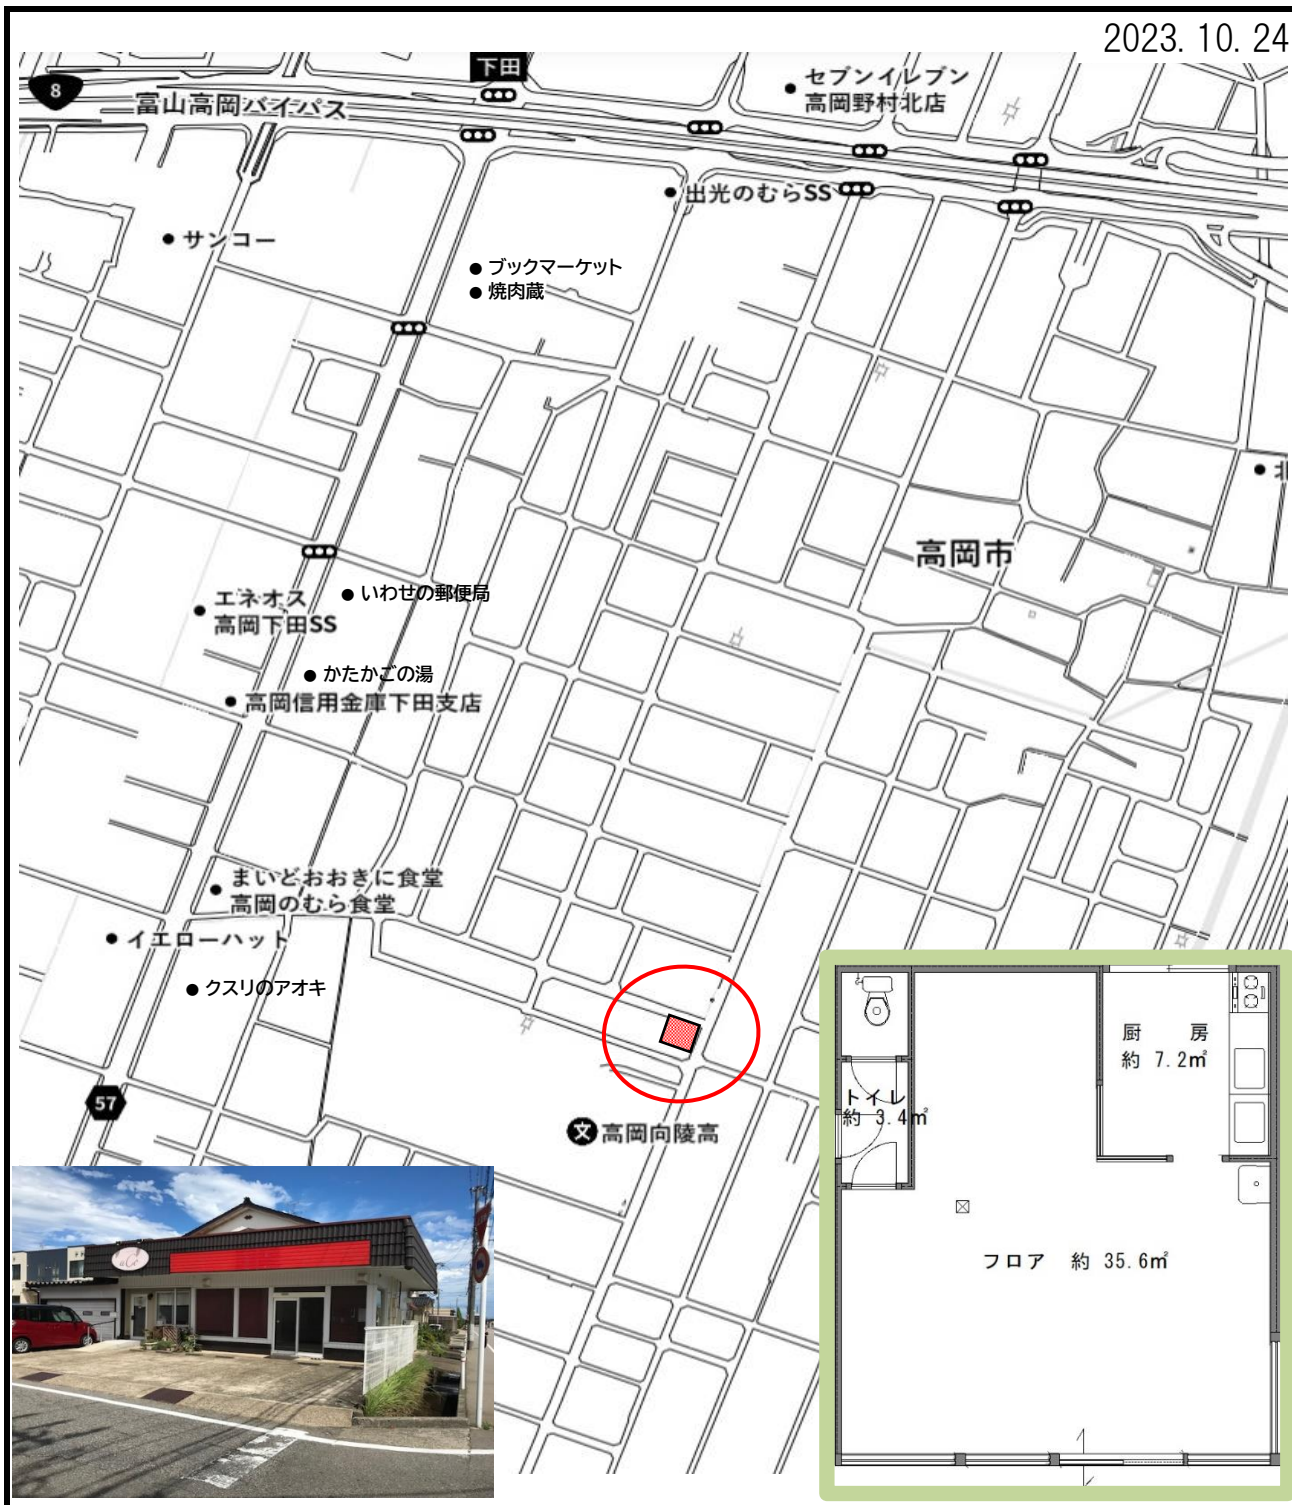 2023.10.24
下田
8
富山高岡バイパス
セブンイレブン
高岡野村北店
出光のむらSS
サンコー
ブックマーケット
焼肉蔵
高岡市
いわせの郵便局
エネオス
高岡下田SS
かたかごの湯
高岡信用金庫下田支店
まいどおおきに食堂
高岡のむら食堂
イエローハット
クスリのアオキ
57
文 高岡向陵高
厨 房
約 7.2㎡
トイレ
約 3.4㎡
フロア 約 35.6㎡